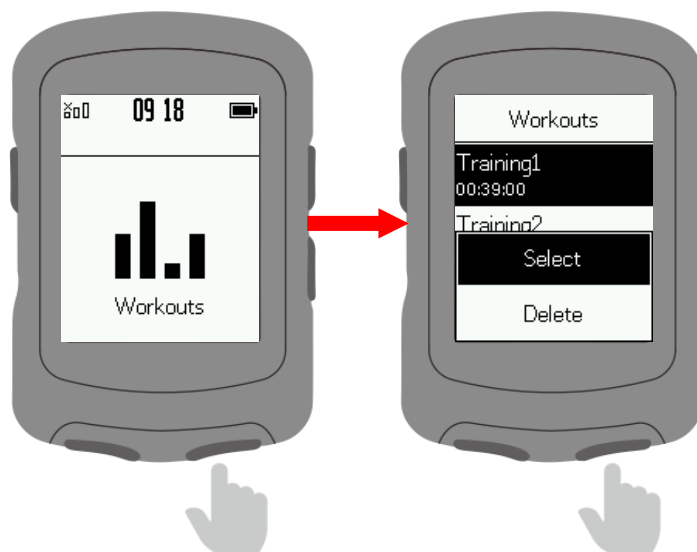 09 18
Workouts
Workouts
Training1
00:39:00
Training2
Select
Delete